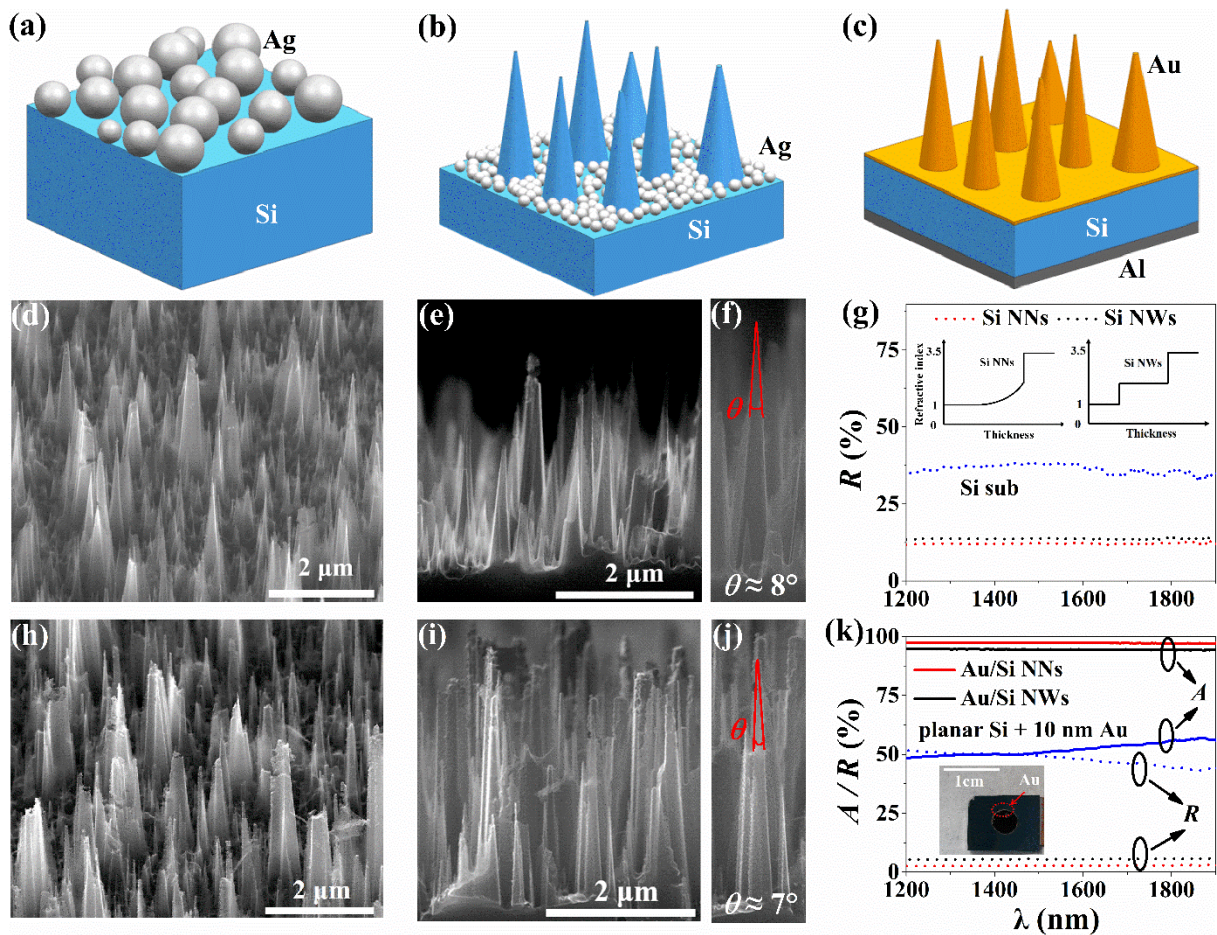 (a)
Ag
Si
(b)
Ag
Si
(c)
Au
Si
Al
(d)
2 μm
(e)
2 μm
(f)
θ
θ ≈ 8°
(g)
Si NNs Si NWs
75
50
25
0
R (%)
3.5
1
0
Refractive index
Si NNs
Thickness
3.5
1
0
Si NWs
Thickness
Si sub
1200 1400 1600 1800
(h)
2 μm
(i)
2 μm
(j)
θ
θ ≈ 7°
(k)
100
75
50
25
0
A / R (%)
Au/Si NNs
Au/Si NWs
A
planar Si + 10 nm Au
1cm
Au
R
1200 1400 1600 1800
λ (nm)